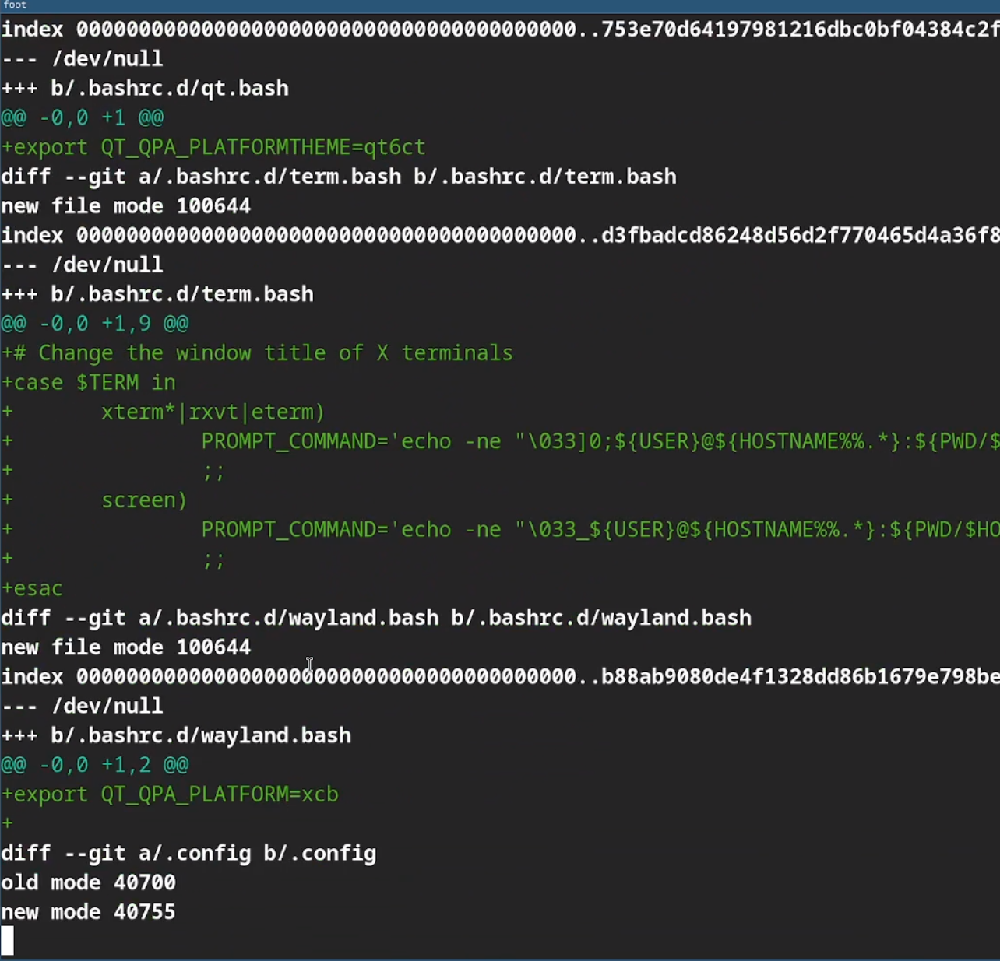 foot
index 0000000000000000000000000000000000000000..753e70d64197981216dbc0bf04384c2f
--- /dev/null
+++ b/.bashrc.d/qt.bash
@@ -0,0 +1 @@
+export QT_QPA_PLATFORMTHEME=qt6ct
diff --git a/.bashrc.d/term.bash b/.bashrc.d/term.bash
new file mode 100644
index 0000000000000000000000000000000000000000..d3fbadcd86248d56d2f770465d4a36f8
--- /dev/null
+++ b/.bashrc.d/term.bash
@@ -0,0 +1,9 @@
+# Change the window title of X terminals
+case $TERM in
+       xterm*|rxvt|eterm)
+               PROMPT_COMMAND='echo -ne "\033]0;${USER}@${HOSTNAME%%.*}:${PWD/$
+               ;;
+       screen)
+               PROMPT_COMMAND='echo -ne "\033_${USER}@${HOSTNAME%%.*}:${PWD/$HO
+               ;;
+esac
diff --git a/.bashrc.d/wayland.bash b/.bashrc.d/wayland.bash
new file mode 100644
index 0000000000000000000000000000000000000000..b88ab9080de4f1328dd86b1679e798be
--- /dev/null
+++ b/.bashrc.d/wayland.bash
@@ -0,0 +1,2 @@
+export QT_QPA_PLATFORM=xcb
+
diff --git a/.config b/.config
old mode 40700
new mode 40755